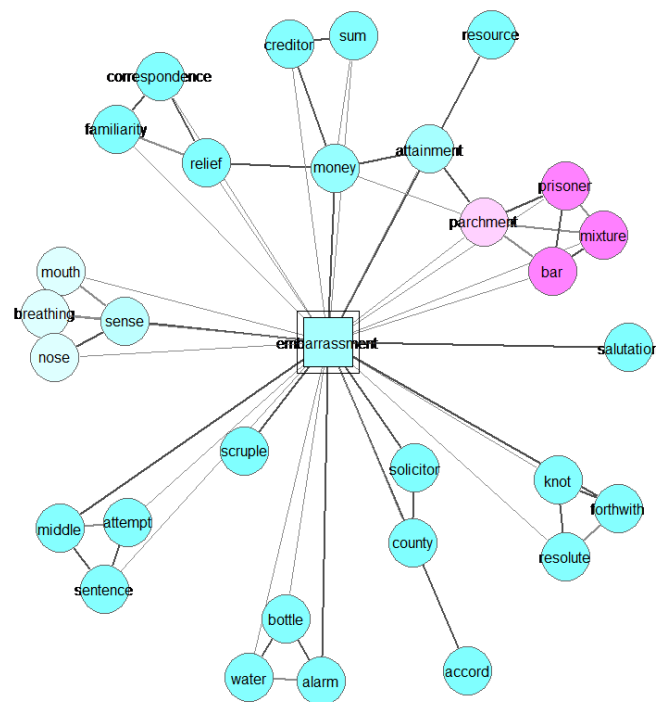 sum
resource
creditor
correspondence
familiarity
relief
money
attainment
prisoner
parchment
mixture
bar
mouth
breathing
sense
nose
embarrassment
salutation
scruple
solicitor
knot
forthwith
middle
attempt
county
resolute
sentence
bottle
water
alarm
accord